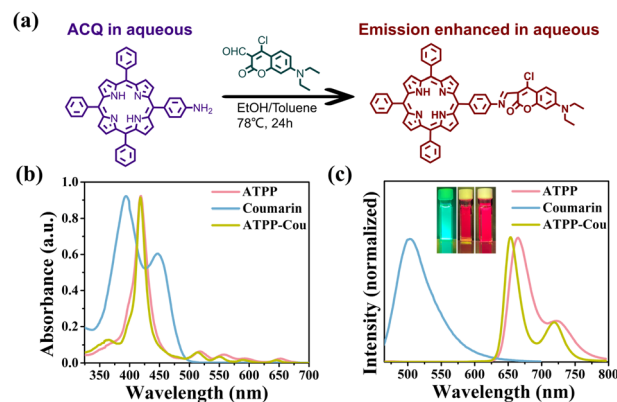 (a)
ACQ in aqueous
Emission enhanced in aqueous
OHC
Cl
O
O
N
EtOH/Toluene
78℃, 24h
NH
N
N
HN
NH₂
NH
N
N
HN
N
O
O
Cl
N
(b)
1.0
0.8
0.6
0.4
0.2
0.0
Absorbance (a.u.)
ATPP
Coumarin
ATPP-Cou
350 400 450 500 550 600 650 700
Wavelength (nm)
(c)
Intensity (normalized)
ATPP
Coumarin
ATPP-Cou
500 550 600 650 700 750 800
Wavelength (nm)